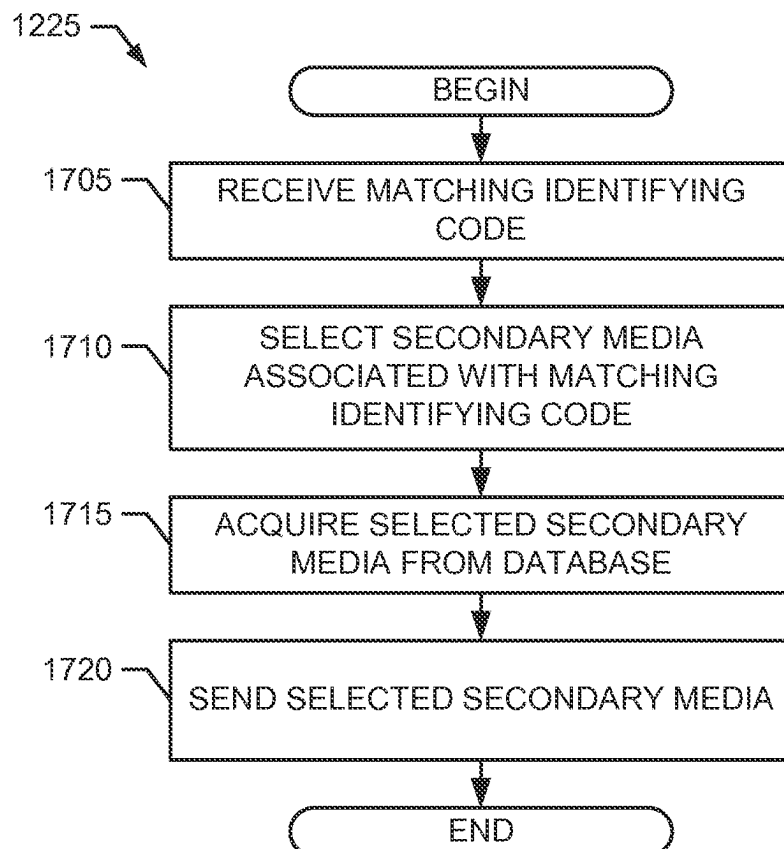 1225
BEGIN
1705
RECEIVE MATCHING IDENTIFYING
CODE
1710
SELECT SECONDARY MEDIA
ASSOCIATED WITH MATCHING
IDENTIFYING CODE
1715
ACQUIRE SELECTED SECONDARY
MEDIA FROM DATABASE
1720
SEND SELECTED SECONDARY MEDIA
END